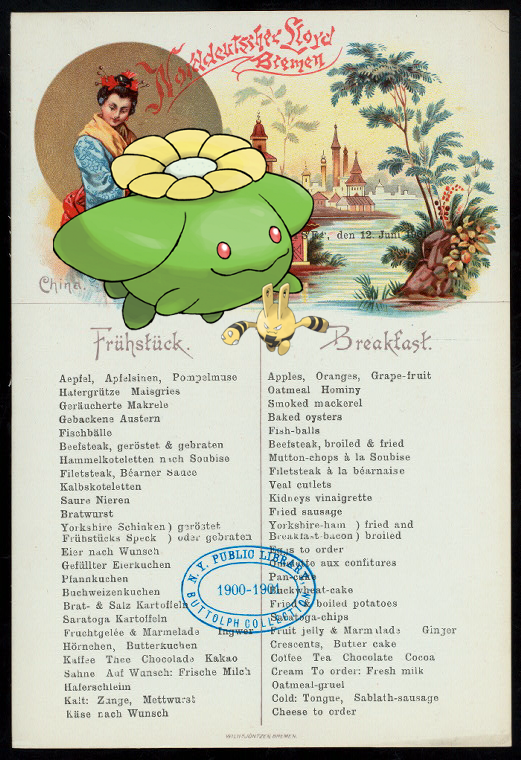 Norddeutscher Lloyd
Bremen
den 12. Juni
China.
Frühstück.
Aepfel, Apfelsinen, Pompelmuse
Hafergrütze Maisgries
Geräucherte Makrele
Gebackene Austern
Fischbälle
Beefsteak, geröstet & gebraten
Hammelkoteletten nach Soubise
Filetsteak, Béarner Sauce
Kalbskoteletten
Saure Nieren
Bratwurst
Yorkshire Schinken ) geröstet
Frühstücks Speck ) oder gebraten
Eier nach Wunsch
Gefüllter Eierkuchen
Pfannkuchen
Buchweizenkuchen
Brat- & Salz Kartoffeln
Saratoga Kartoffeln
Fruchtgelée & Marmelade Ingwer
Hörnchen, Butterkuchen
Kaffee Thee Chocolade Kakao
Sahne Auf Wunsch: Frische Milch
Haferschleim
Kalt: Zunge, Mettwurst
Käse nach Wunsch
Breakfast.
Apples, Oranges, Grape-fruit
Oatmeal Hominy
Smoked mackerel
Baked oysters
Fish-balls
Beefsteak, broiled & fried
Mutton-chops à la Soubise
Filetsteak à la béarnaise
Veal cutlets
Kidneys vinaigrette
Fried sausage
Yorkshire-ham ) fried and
Breakfast-bacon ) broiled
Eggs to order
aux confitures
Pan-cake
Buckwheat-cake
Fried & boiled potatoes
Saratoga-chips
Fruit jelly & Marmalade Ginger
Crescents, Butter cake
Coffee Tea Chocolate Cocoa
Cream To order: Fresh milk
Oatmeal-gruel
Cold: Tongue, Sablath-sausage
Cheese to order
N.Y. PUBLIC LIBRARY
1900-1901
BUTTOLPH COLLECTION